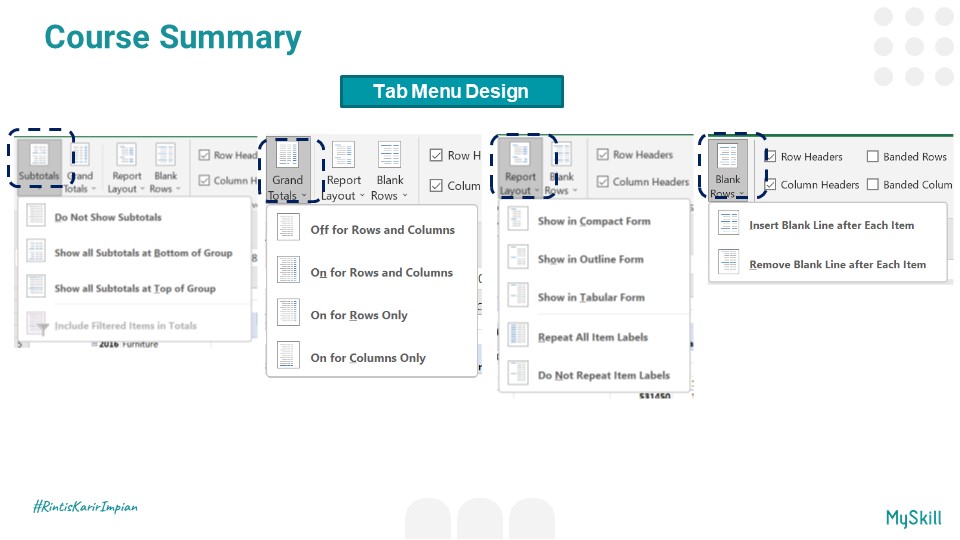 Course Summary
Tab Menu Design
Subtotals
Grand
Totals
Report
Layout
Blank
Rows
Row Head
Column H
Do Not Show Subtotals
Show all Subtotals at Bottom of Group
Show all Subtotals at Top of Group
Include Filtered Items in Totals
2016 Furniture
Grand
Totals
Report
Layout
Blank
Rows
Row H
Colum
Off for Rows and Columns
On for Rows and Columns
On for Rows Only
On for Columns Only
Report
Layout
Blank
Rows
Row Headers
Column Headers
Show in Compact Form
Show in Outline Form
Show in Tabular Form
Repeat All Item Labels
Do Not Repeat Item Labels
531450
Blank
Rows
Row Headers
Banded Rows
Column Headers
Banded Colum
Insert Blank Line after Each Item
Remove Blank Line after Each Item
#RintisKarirImpian
MySkill